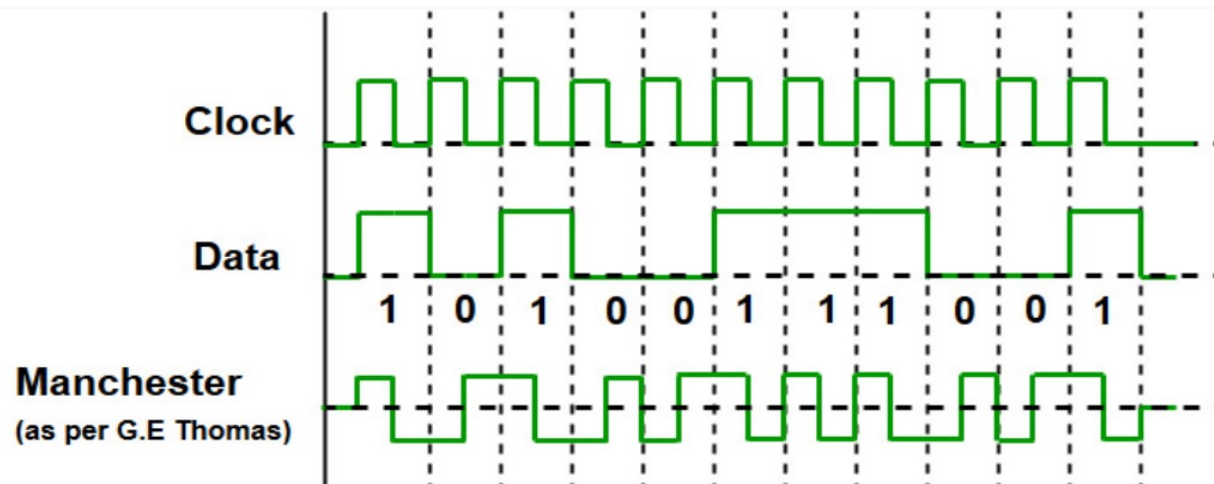 Clock
Data
1 0 1 0 0 1 1 1 0 0 1
Manchester
(as per G.E Thomas)